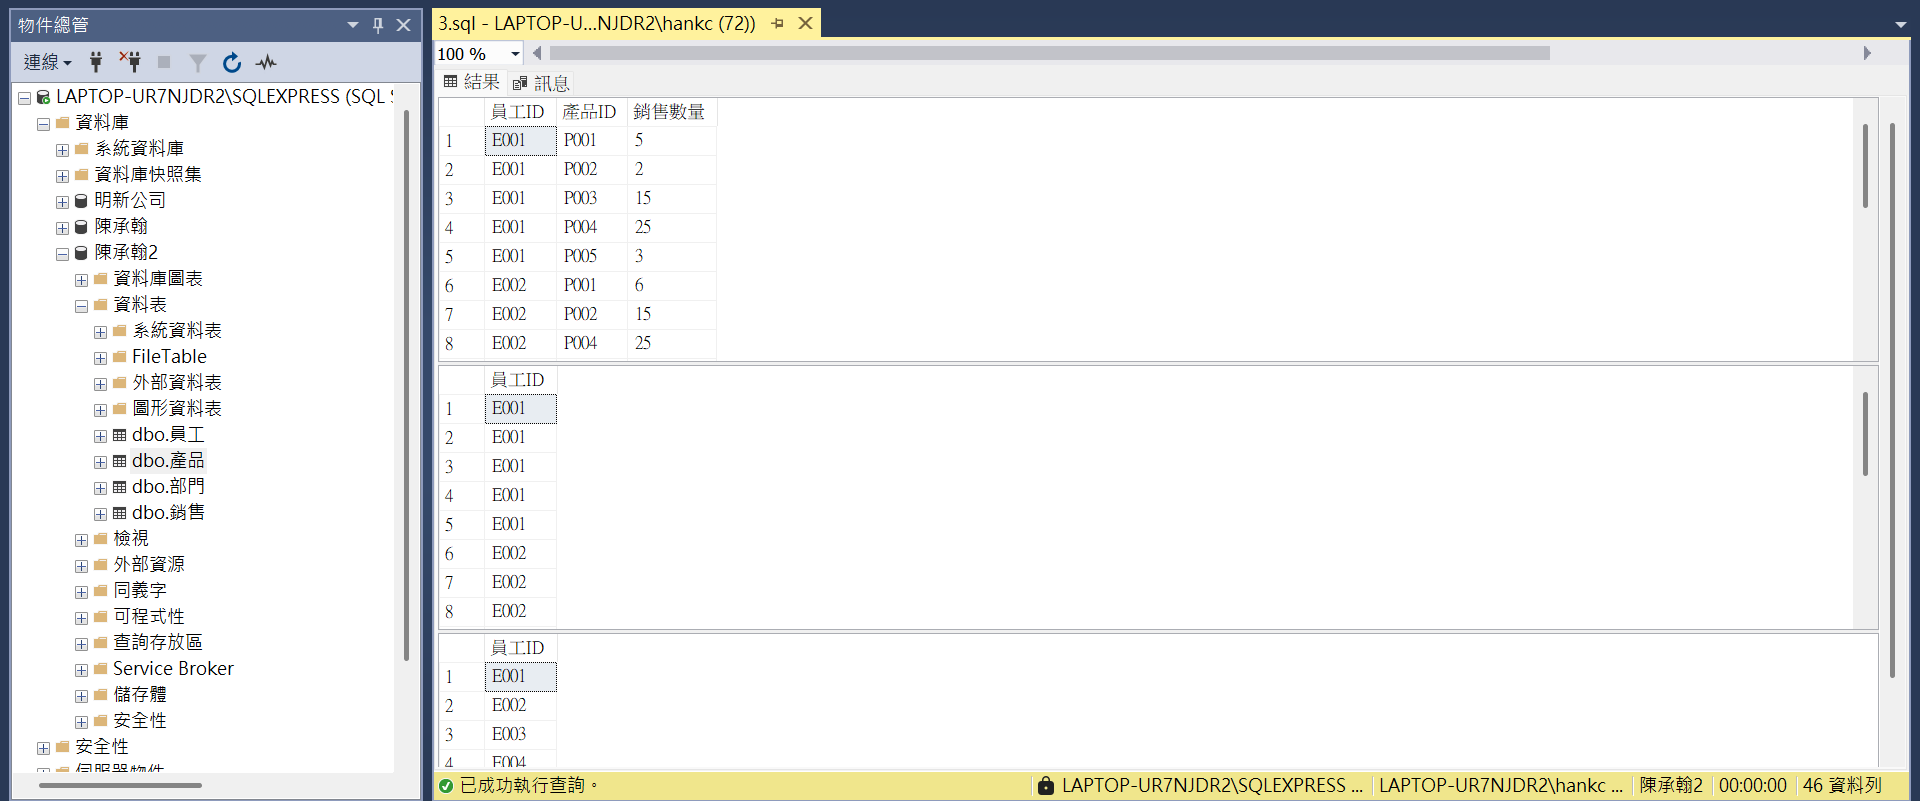 物件總管
連線
LAPTOP-UR7NJDR2\SQLEXPRESS (SQL
資料庫
系統資料庫
資料庫快照集
明新公司
陳承翰
陳承翰2
資料庫圖表
資料表
系統資料表
FileTable
外部資料表
圖形資料表
dbo.員工
dbo.產品
dbo.部門
dbo.銷售
檢視
外部資源
同義字
可程式性
查詢存放區
Service Broker
儲存體
安全性
安全性
伺服器物件
3.sql - LAPTOP-U...NJDR2\hankc (72))
100 %
結果 訊息
員工ID 產品ID 銷售數量
1 E001 P001 5
2 E001 P002 2
3 E001 P003 15
4 E001 P004 25
5 E001 P005 3
6 E002 P001 6
7 E002 P002 15
8 E002 P004 25
員工ID
1 E001
2 E001
3 E001
4 E001
5 E001
6 E002
7 E002
8 E002
員工ID
1 E001
2 E002
3 E003
4 E004
已成功執行查詢。 LAPTOP-UR7NJDR2\SQLEXPRESS ... LAPTOP-UR7NJDR2\hankc ... 陳承翰2 00:00:00 46 資料列